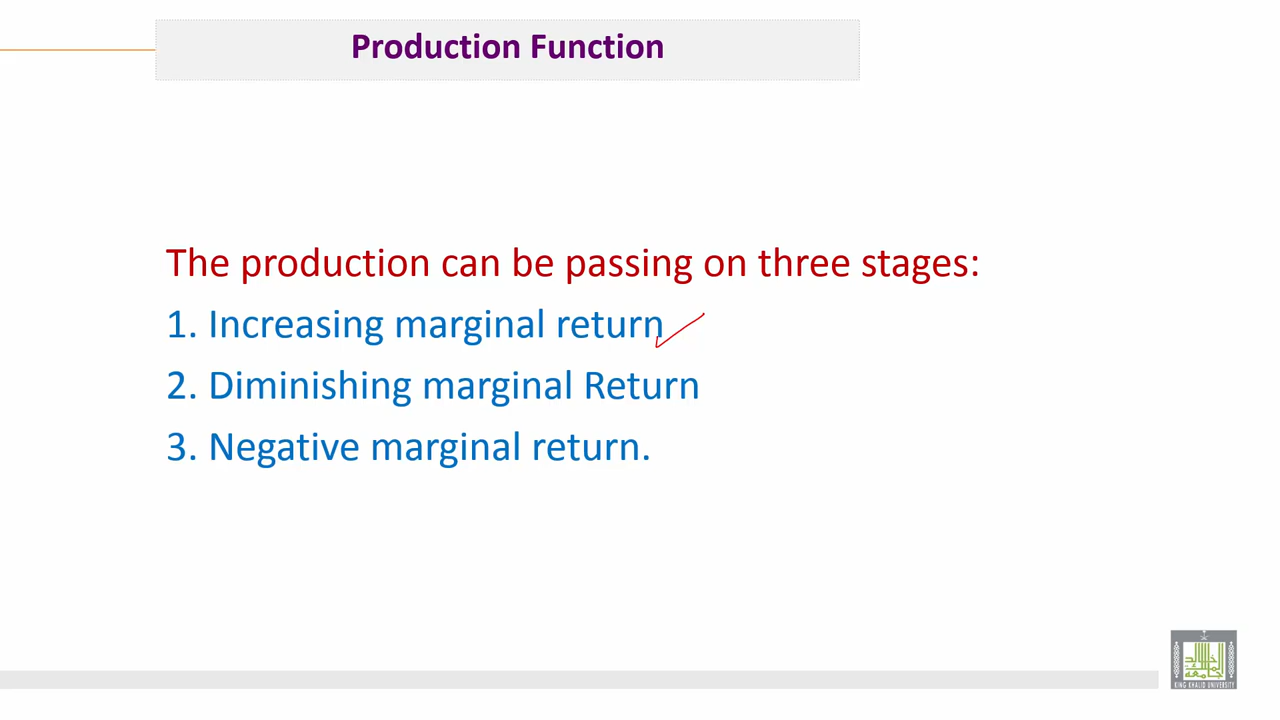 Production Function
The production can be passing on three stages:
1. Increasing marginal return
2. Diminishing marginal Return
3. Negative marginal return.
KING KHALID UNIVERSITY